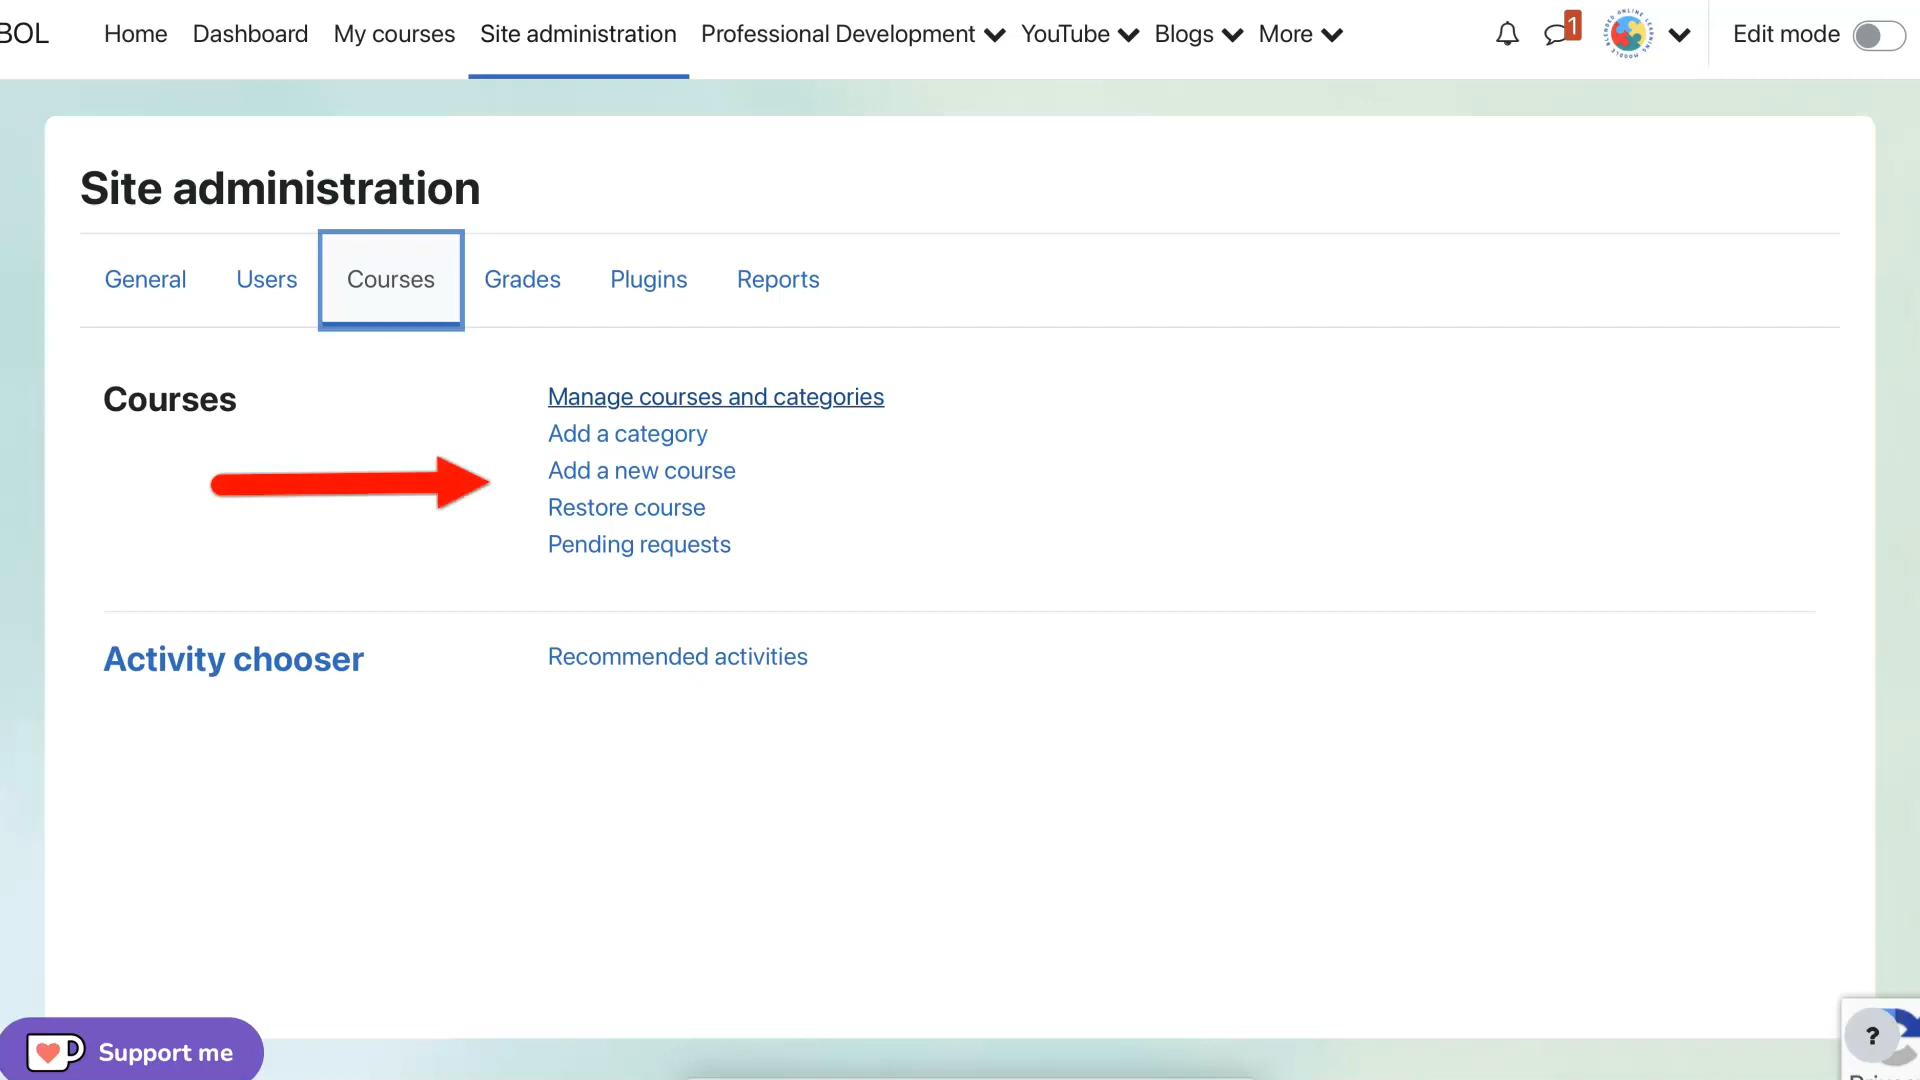 BOL Home Dashboard My courses Site administration Professional Development YouTube Blogs More 1 Edit mode
Site administration
General Users Courses Grades Plugins Reports
Courses
Manage courses and categories
Add a category
Add a new course
Restore course
Pending requests
Activity chooser Recommended activities
Support me
?